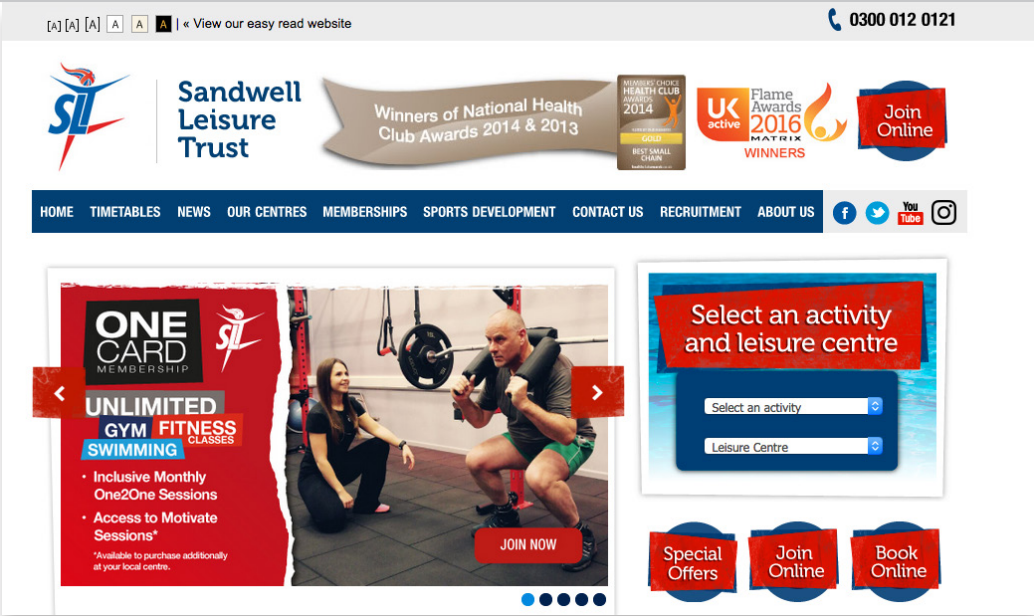 [A] [A] [A] A A A | « View our easy read website
0300 012 0121
SLT
Sandwell
Leisure
Trust
Winners of National Health
Club Awards 2014 & 2013
MEMBERS' CHOICE
HEALTH CLUB
AWARDS
2014
GOLD
BEST SMALL
CHAIN
UK
active
Flame
Awards
2016
MATRIX
WINNERS
Join
Online
HOME TIMETABLES NEWS OUR CENTRES MEMBERSHIPS SPORTS DEVELOPMENT CONTACT US RECRUITMENT ABOUT US
f
You
Tube
ONE
CARD
MEMBERSHIP
SLT
UNLIMITED
GYM FITNESS
CLASSES
SWIMMING
• Inclusive Monthly
One2One Sessions
• Access to Motivate
Sessions*
*Available to purchase additionally
at your local centre.
JOIN NOW
Select an activity
and leisure centre
Select an activity
Leisure Centre
Special
Offers
Join
Online
Book
Online